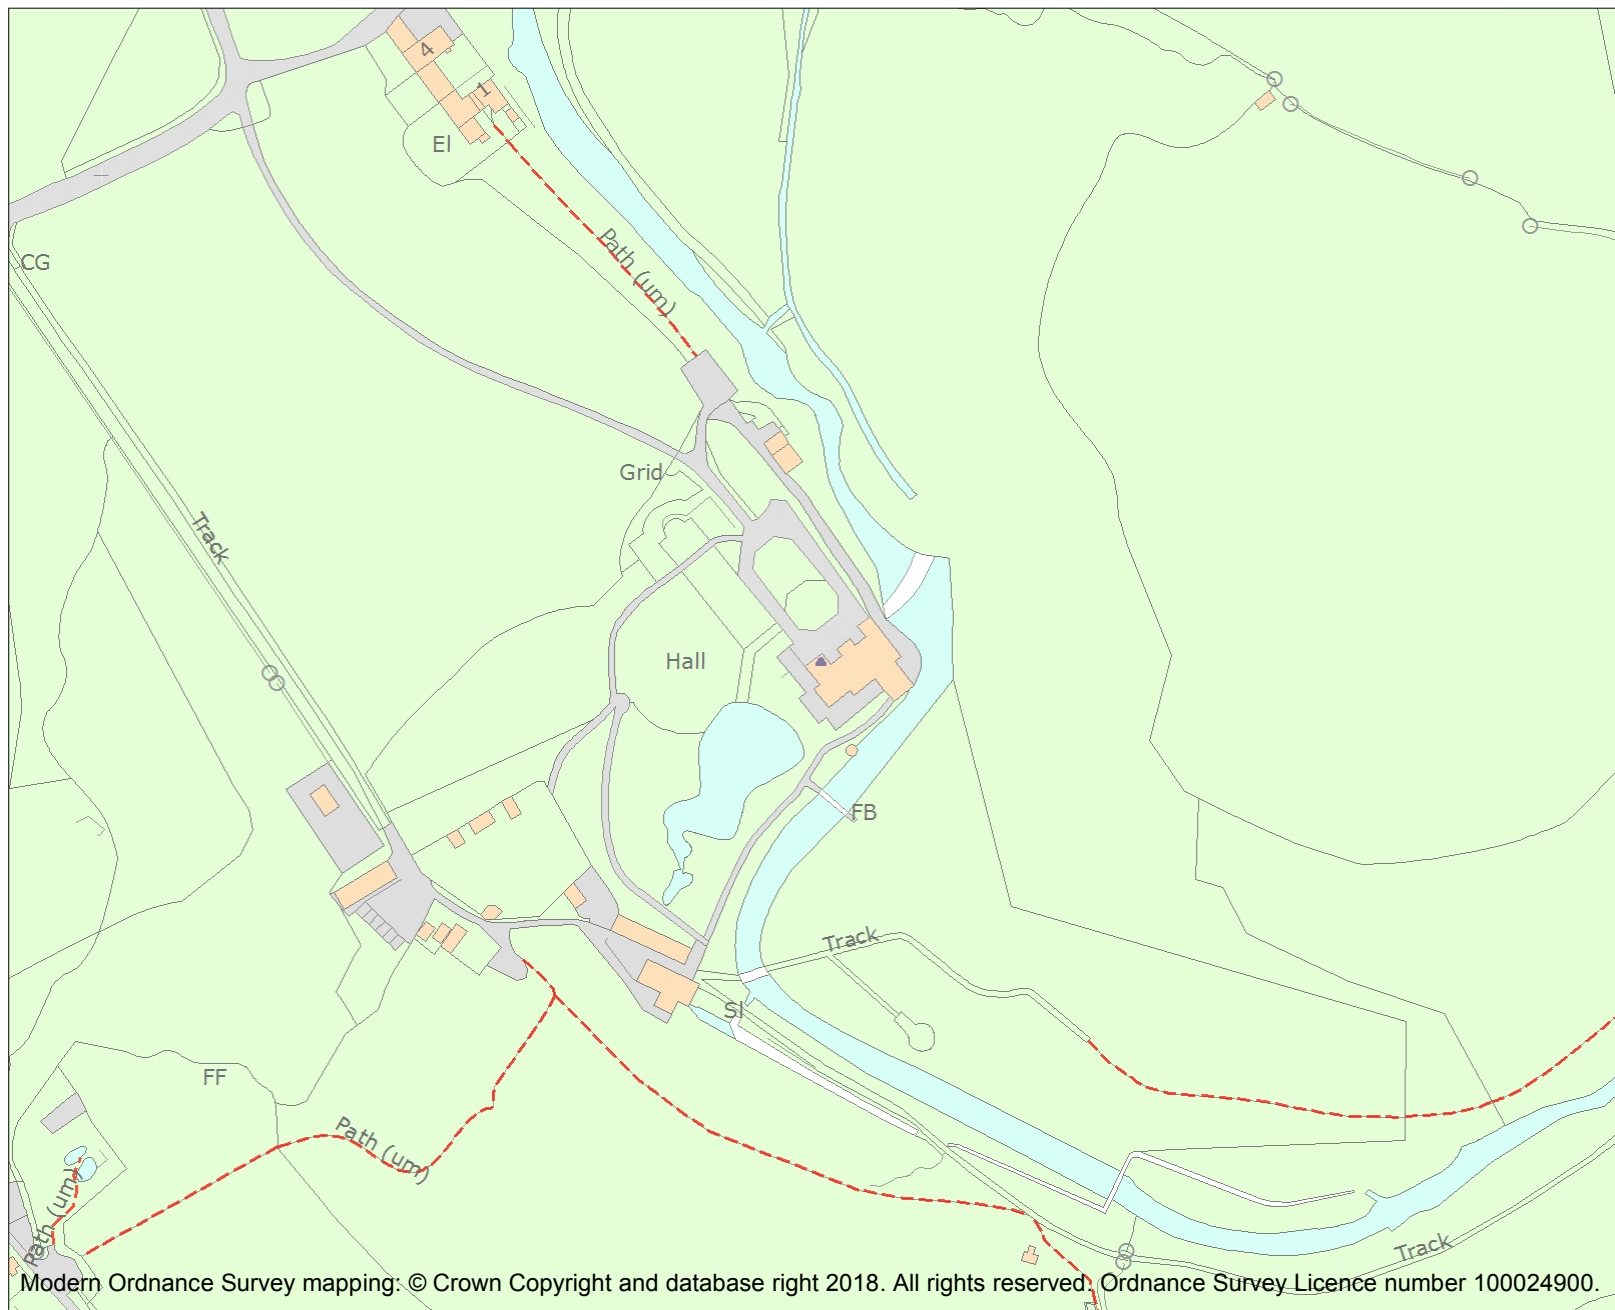 4
1
El
Path (um)
CG
Grid
Track
Hall
FB
Track
Sl
FF
Path (um)
Path (um)
Track
Modern Ordnance Survey mapping: © Crown Copyright and database right 2018. All rights reserved. Ordnance Survey Licence number 100024900.